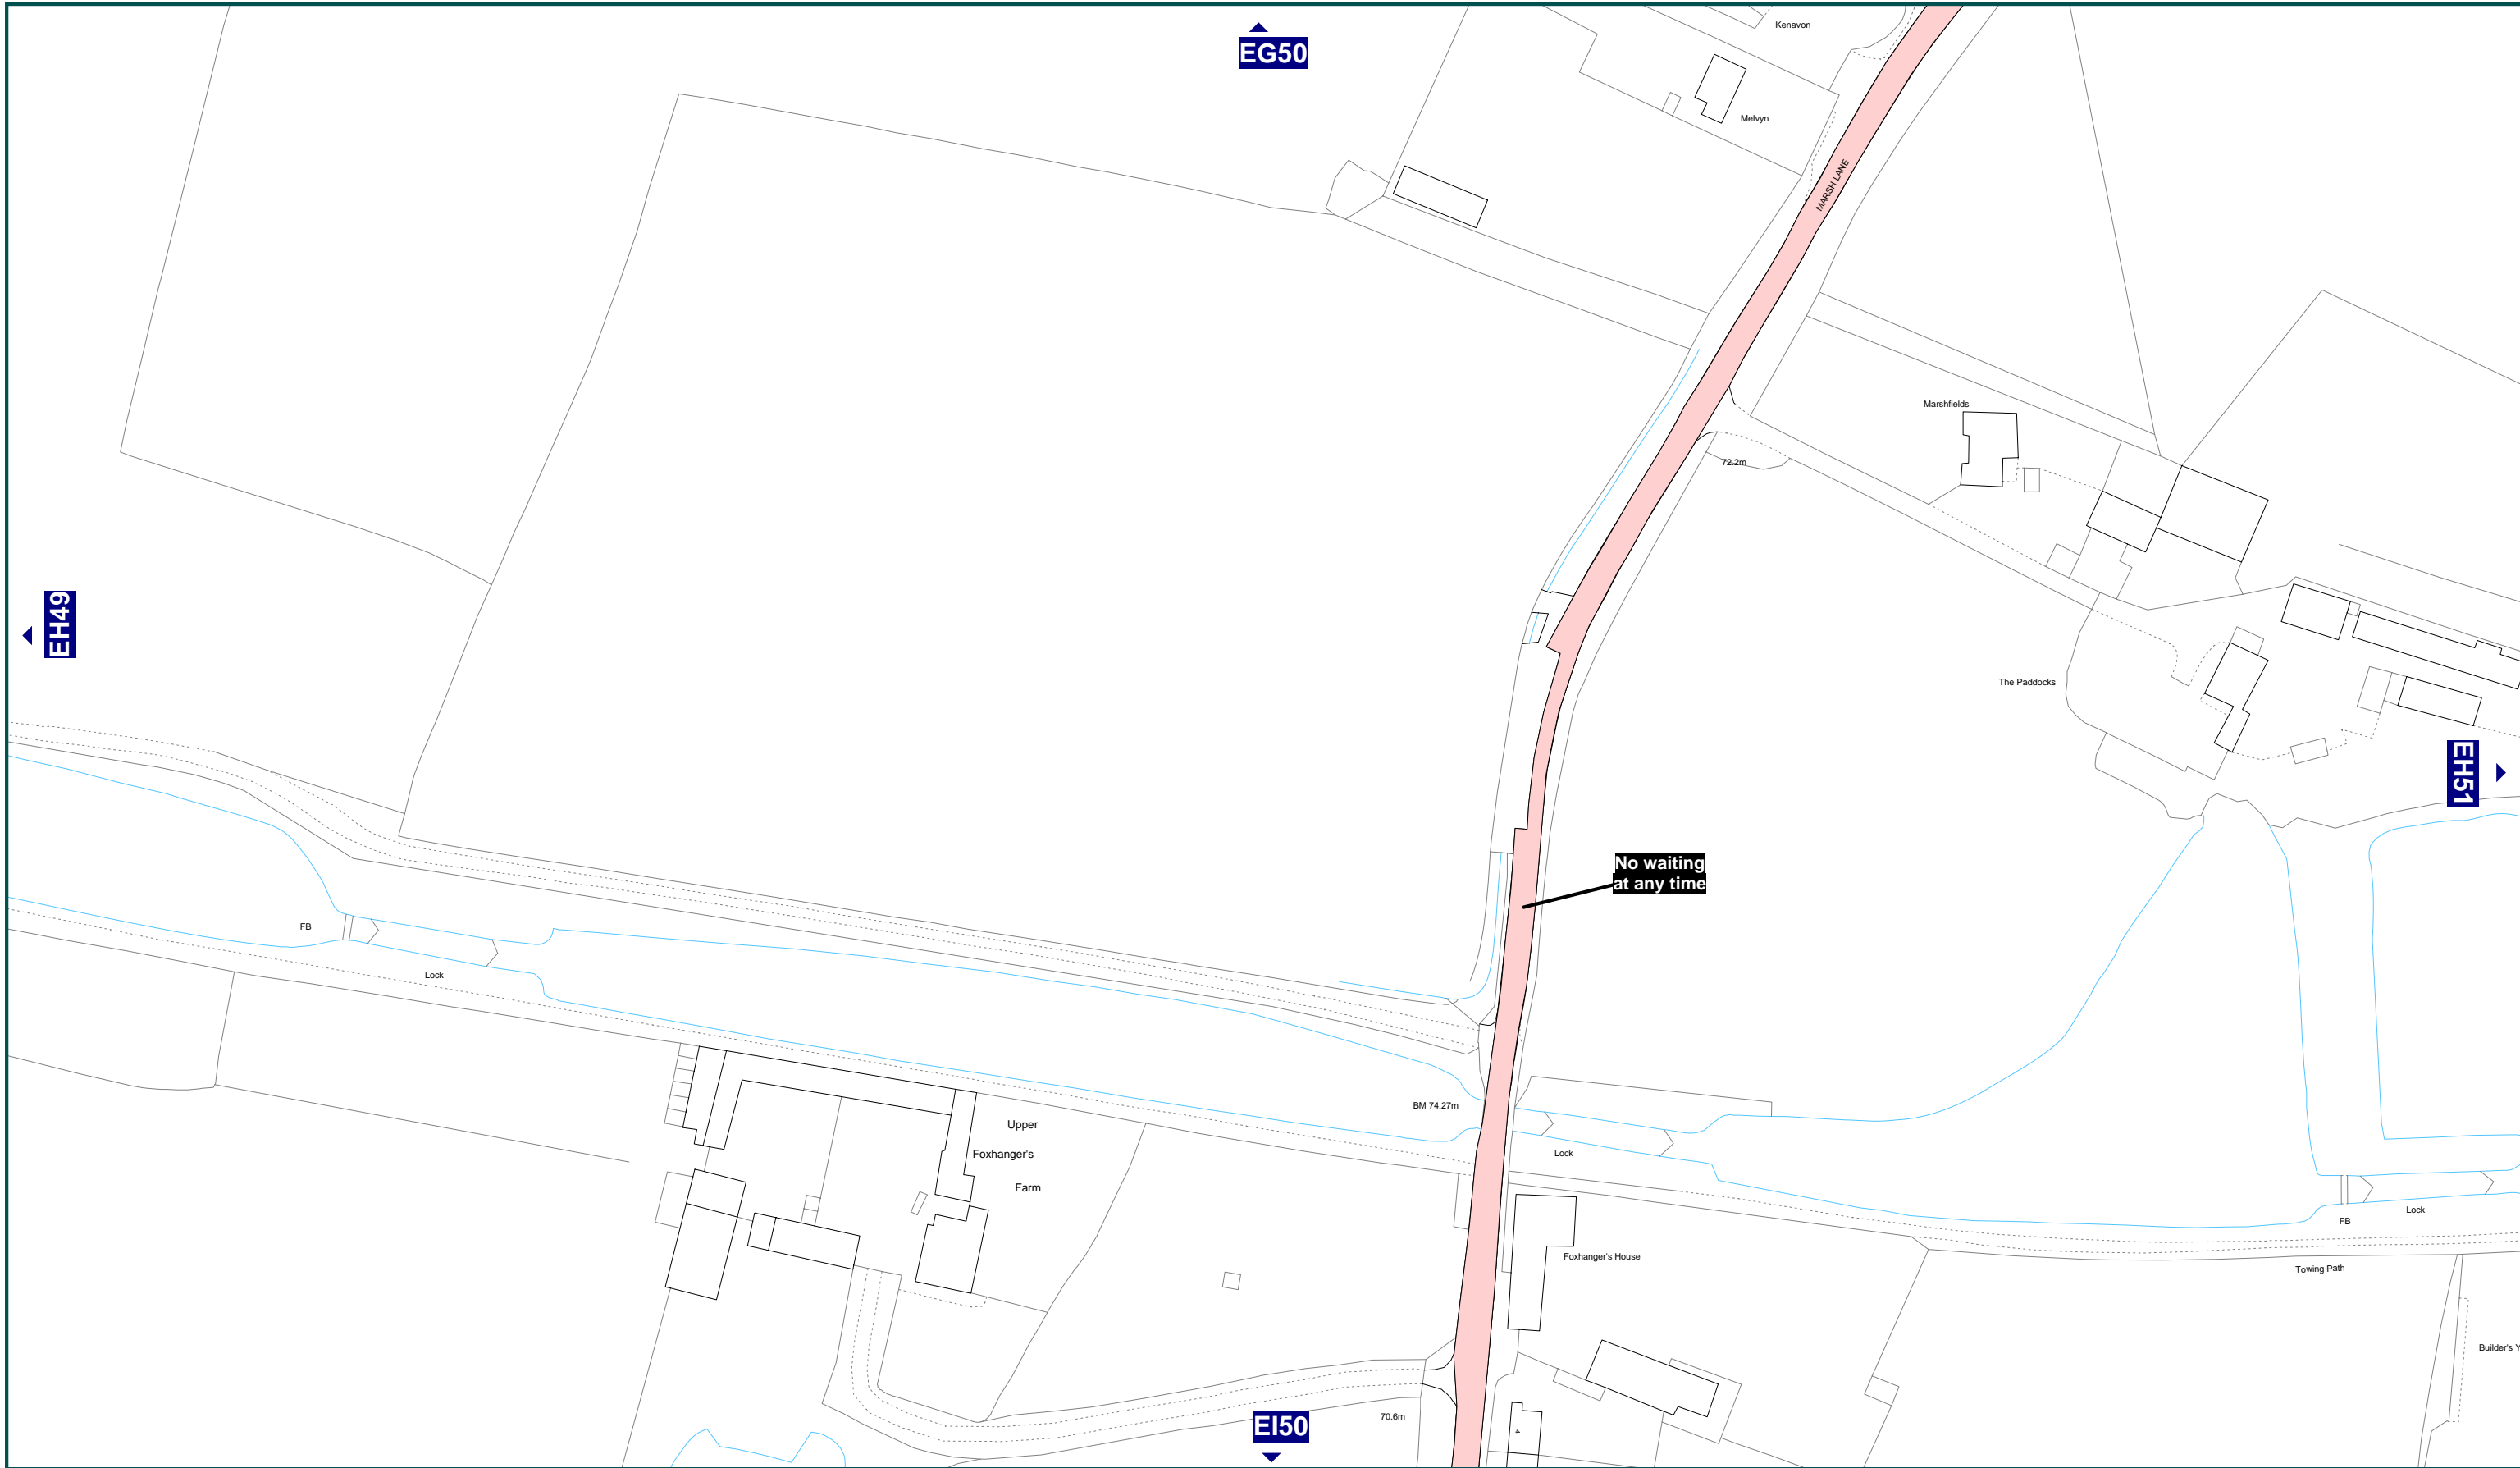 Kenavon
EG50
Melvyn
MARSH LANE
Marshfields
72.2m
EH49
The Paddocks
EH51
No waiting
at any time
FB
Lock
BM 74.27m
Upper
Foxhanger's
Farm
Lock
Lock
FB
Foxhanger's House
Towing Path
Builder's Y
EI50
70.6m
4